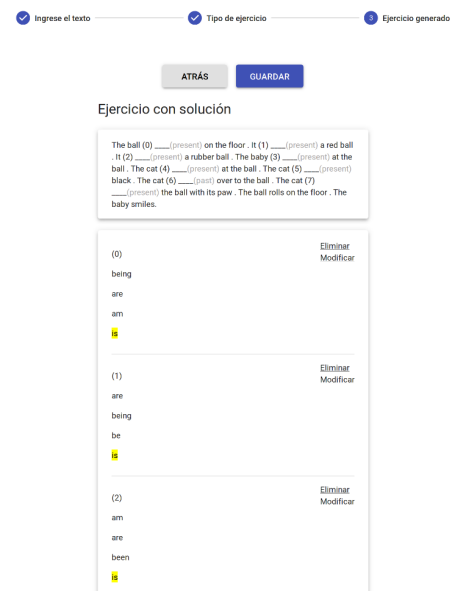 Ingrese el texto
Tipo de ejercicio
3 Ejercicio generado
ATRÁS
GUARDAR
Ejercicio con solución
The ball (0) ____(present) on the floor . It (1) ____(present) a red ball
. It (2) ____(present) a rubber ball . The baby (3) ____(present) at the
ball . The cat (4) ____(present) at the ball . The cat (5) ____(present)
black . The cat (6) ____(past) over to the ball . The cat (7)
____(present) the ball with its paw . The ball rolls on the floor . The
baby smiles.
Eliminar
(0)
Modificar
being
are
am
is
Eliminar
(1)
Modificar
are
being
be
is
Eliminar
(2)
Modificar
am
are
been
is